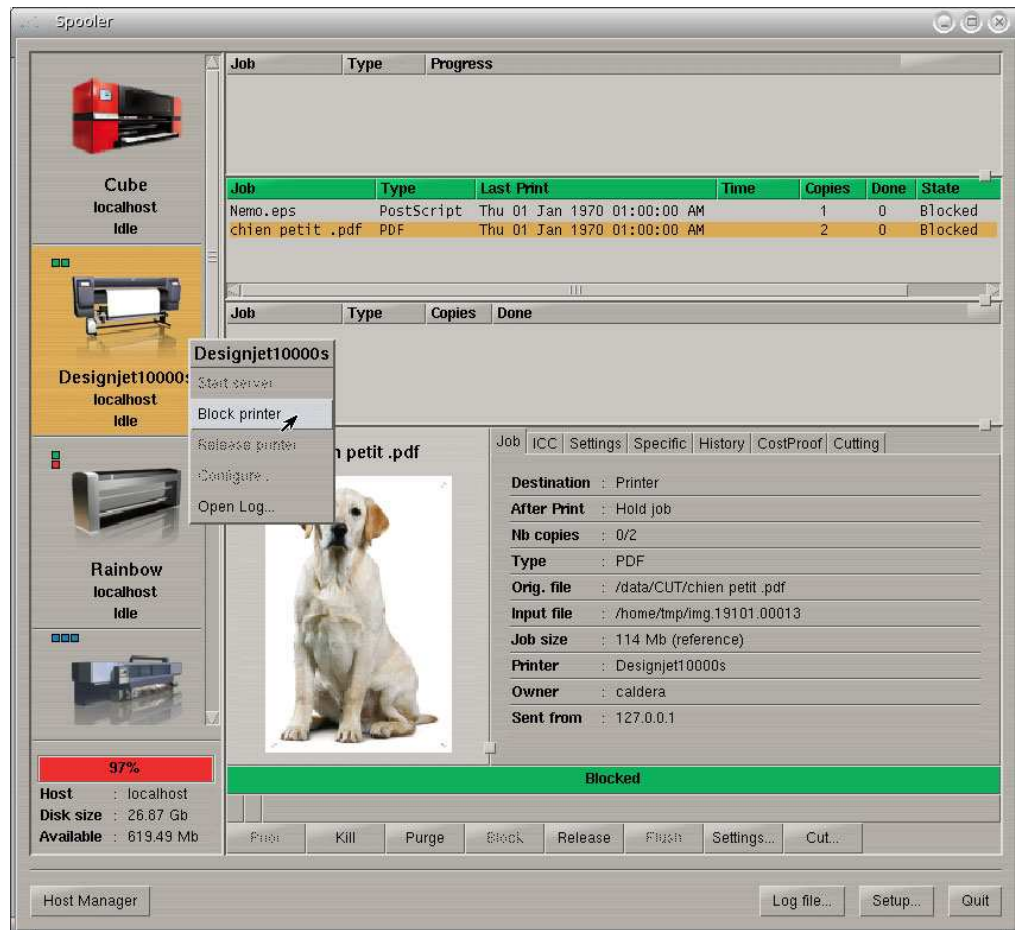 Spooler
Cube
localhost
Idle
Designjet10000s
localhost
Idle
Rainbow
localhost
Idle
97%
Host : localhost
Disk size : 26.87 Gb
Available : 619.49 Mb
Job Type Progress
Job Type Last Print Time Copies Done State
Nemo.eps PostScript Thu 01 Jan 1970 01:00:00 AM 1 0 Blocked
chien petit .pdf PDF Thu 01 Jan 1970 01:00:00 AM 2 0 Blocked
Job Type Copies Done
Designjet10000s
Start server
Block printer
Release printer
Configure..
Open Log...
n petit .pdf
Job ICC Settings Specific History CostProof Cutting
Destination : Printer
After Print : Hold job
Nb copies : 0/2
Type : PDF
Orig. file : /data/CUT/chien petit .pdf
Input file : /home/tmp/img.19101.00013
Job size : 114 Mb (reference)
Printer : Designjet10000s
Owner : caldera
Sent from : 127.0.0.1
Blocked
Prior Kill Purge Block Release Flush Settings... Cut...
Host Manager Log file... Setup... Quit